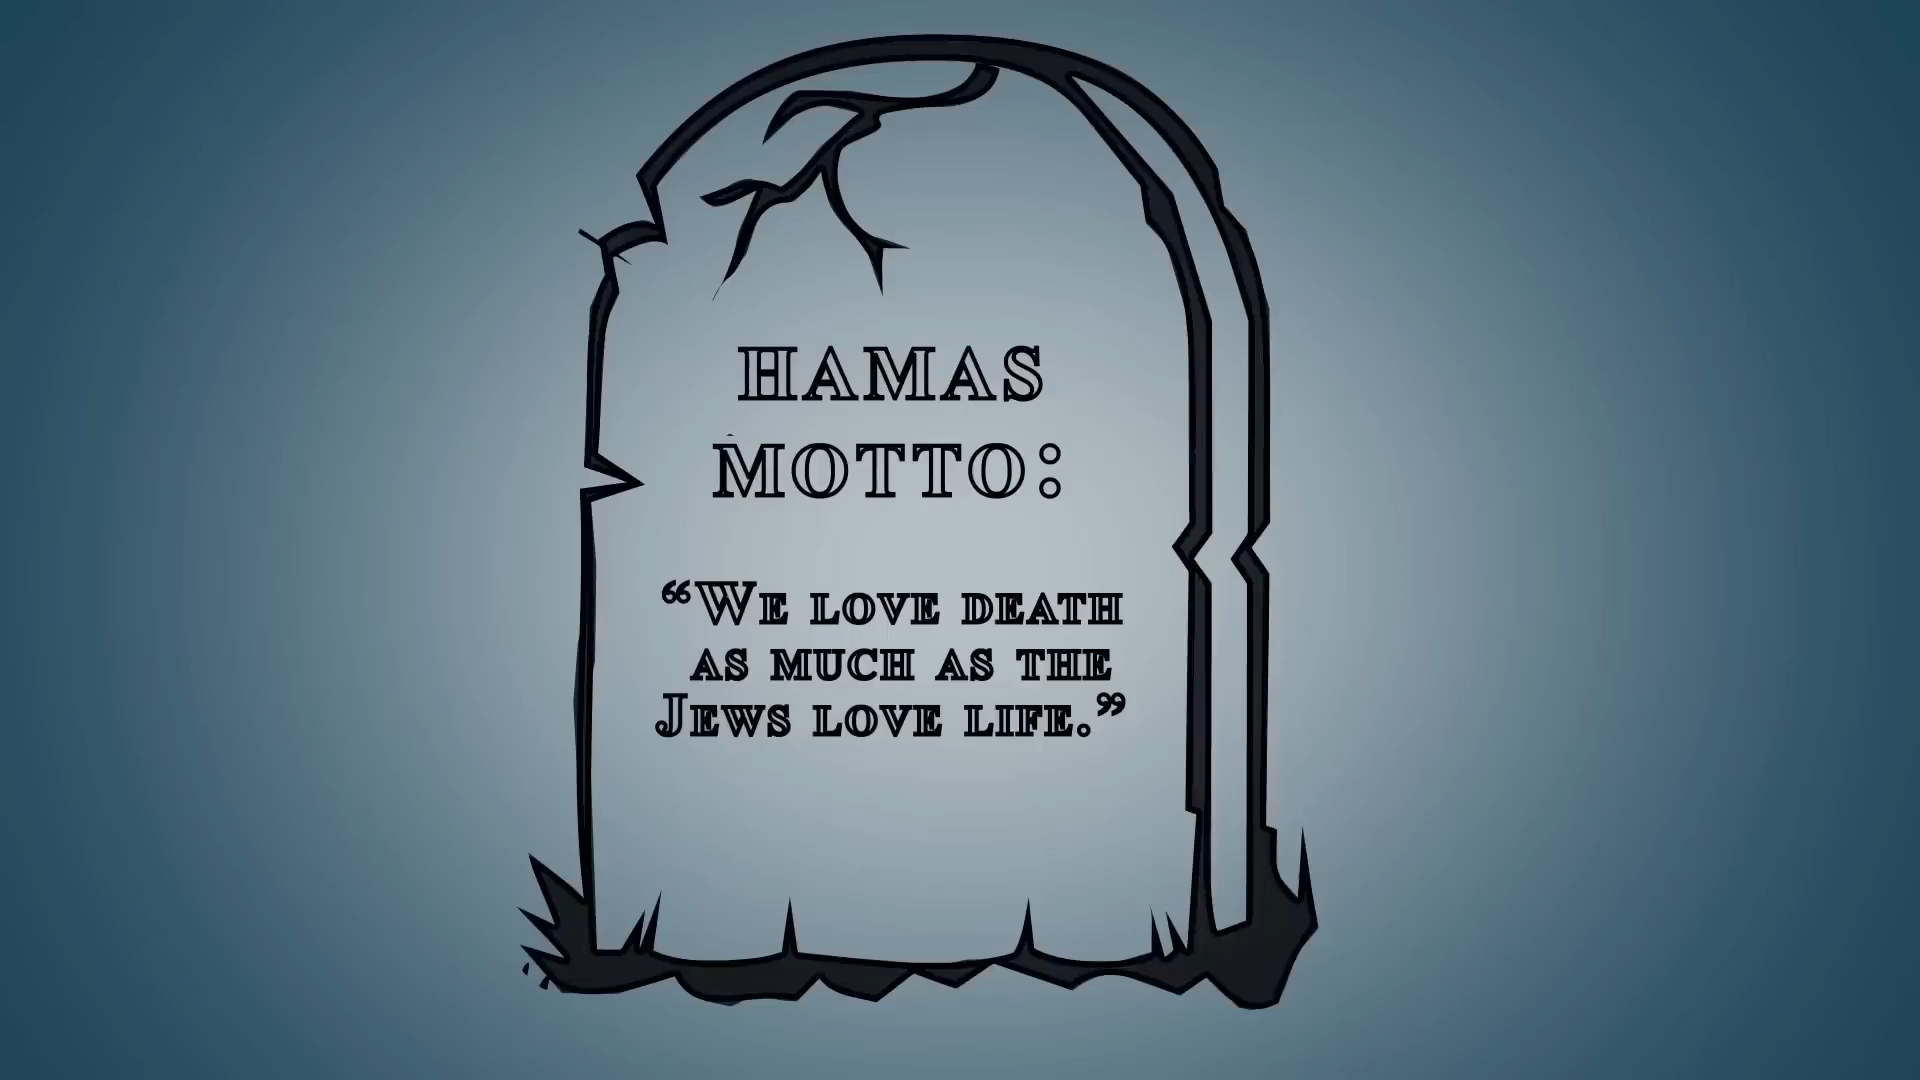 HAMAS
MOTTO:
“WE LOVE DEATH
AS MUCH AS THE
JEWS LOVE LIFE.”